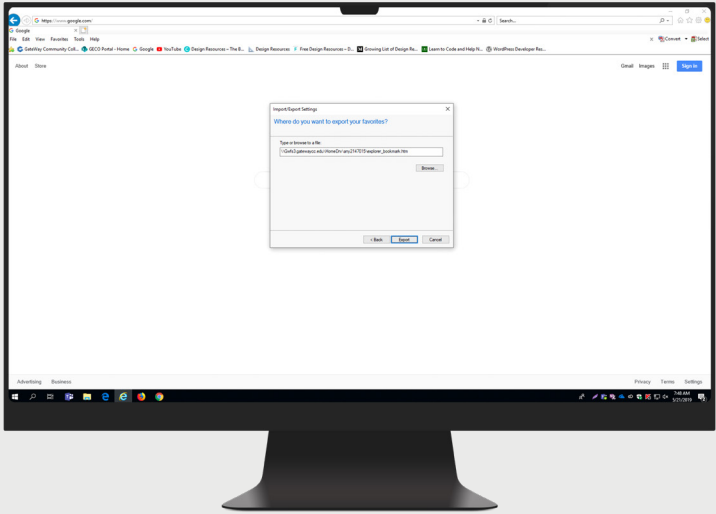 https://www.google.com/
Search...
Google
File Edit View Favorites Tools Help
Convert Select
GateWay Community Coll... GECO Portal - Home Google YouTube Design Resources – The B... Design Resources Free Design Resources – D... Growing List of Design Re... Learn to Code and Help N... WordPress Developer Res...
About Store
Gmail Images Sign in
Import/Export Settings
Where do you want to export your favorites?
Type or browse to a file:
Browse...
< Back Export Cancel
Advertising Business
Privacy Terms Settings
7:48 AM
5/21/2019